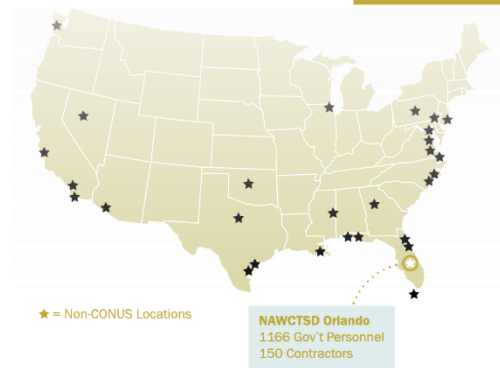 ★ = Non-CONUS Locations
NAWCTSD Orlando
1166 Gov't Personnel
150 Contractors